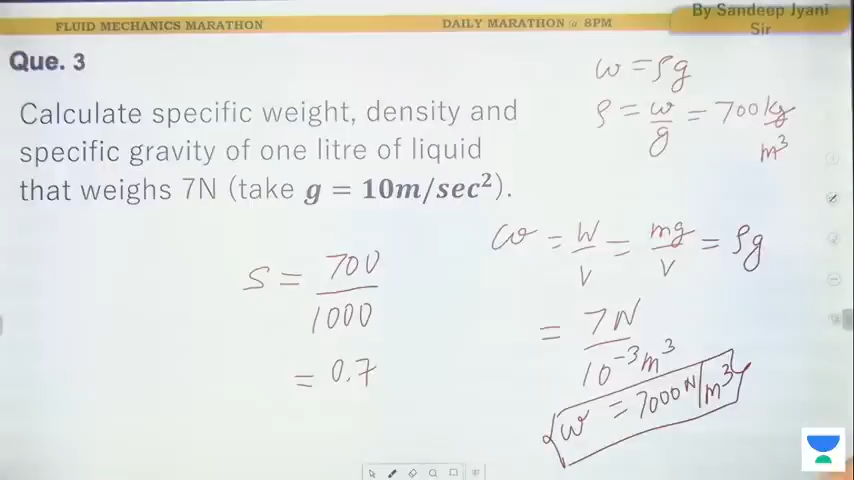 FLUID MECHANICS MARATHON
DAILY MARATHON @ 8PM
By Sandeep Jyani
Sir
Que. 3
Calculate specific weight, density and
specific gravity of one litre of liquid
that weighs 7N (take g = 10m/sec²).
w = ρg
ρ = w/g = 700 kg/m³
w = W/V = mg/V = ρg
= 7N/10⁻³m³
w = 7000 N/m³
S = 700/1000
= 0.7